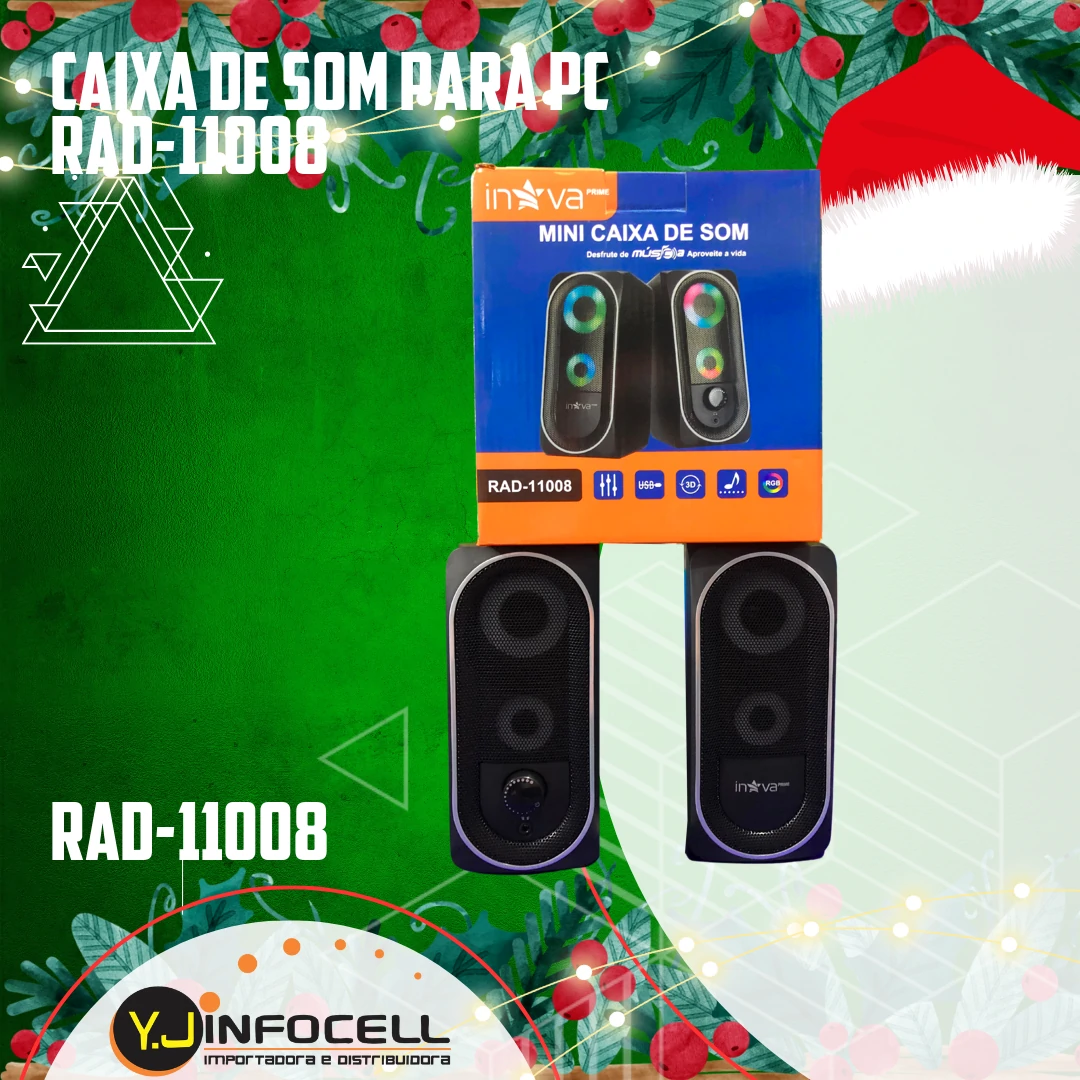 CAIXA DE SOM PARA PC
RAD-11008
inova PRIME
MINI CAIXA DE SOM
Desfrute de música Aproveite a vida
inova
RAD-11008
USB
3D
RGB
inova PRIME
RAD-11008
Y.J INFOCELL
IMPORTADORA E DISTRIBUIDORA